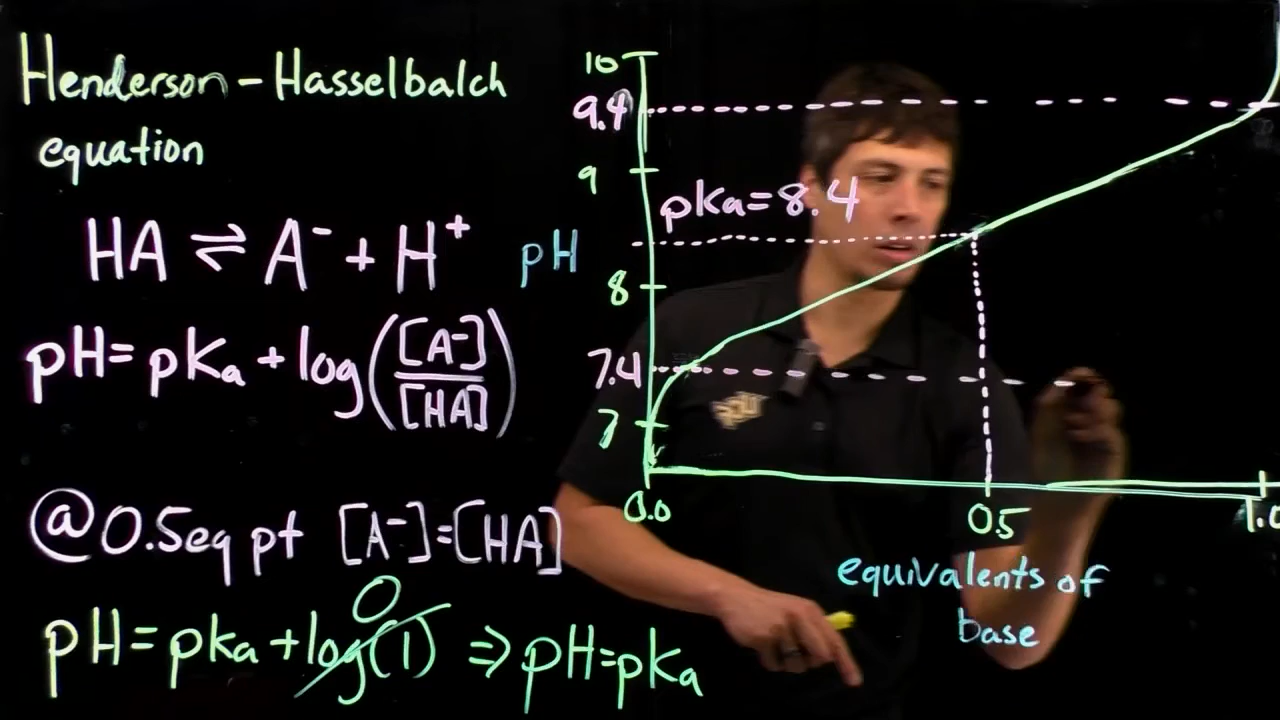 Henderson-Hasselbalch
equation
HA ⇌ A⁻ + H⁺
pH = pKa + log([A⁻]/[HA])
@0.5eq pt [A⁻]=[HA]
0
pH = pka + log(1) ⇒ pH=pKa
10
9.4
9
pKa=8.4
pH
8
7.4
7
0.0
0.5
1.0
equivalents of
base